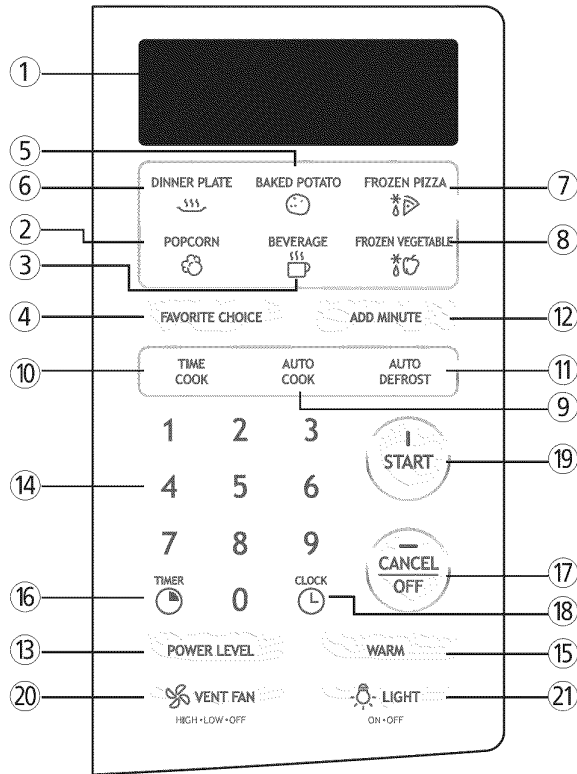 ①
⑤
⑥ DINNER PLATE BAKED POTATO FROZEN PIZZA ⑦
② POPCORN BEVERAGE FROZEN VEGETABLE ⑧
③
④ FAVORITE CHOICE ADD MINUTE ⑫
⑩ TIME COOK AUTO COOK AUTO DEFROST ⑪
⑨
1 2 3
START ⑲
⑭ 4 5 6
7 8 9
CANCEL
OFF ⑰
⑯ TIMER 0 CLOCK ⑱
⑬ POWER LEVEL WARM ⑮
⑳ VENT FAN LIGHT ㉑
HIGH•LOW•OFF ON•OFF